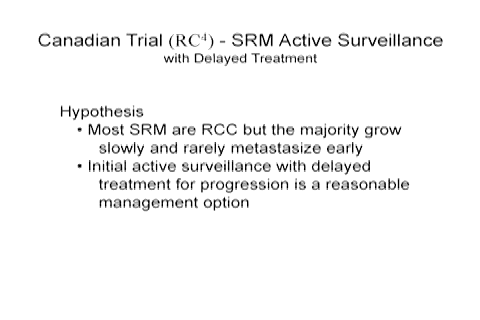 Canadian Trial (RC⁴) - SRM Active Surveillance
with Delayed Treatment
Hypothesis
• Most SRM are RCC but the majority grow
slowly and rarely metastasize early
• Initial active surveillance with delayed
treatment for progression is a reasonable
management option